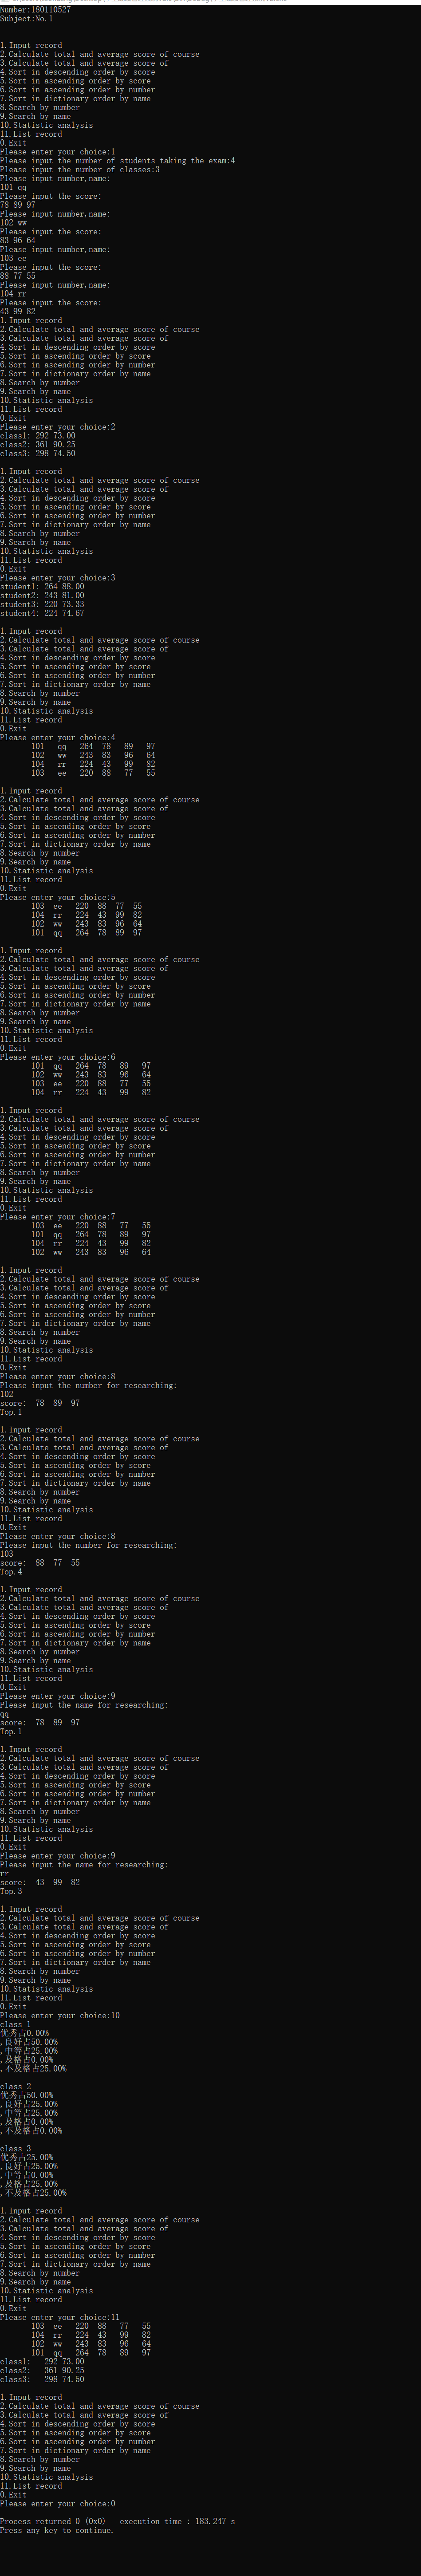 Number:180110527
Subject:No.1
1.Input record
2.Calculate total and average score of course
3.Calculate total and average score of
4.Sort in descending order by score
5.Sort in ascending order by score
6.Sort in ascending order by number
7.Sort in dictionary order by name
8.Search by number
9.Search by name
10.Statistic analysis
11.List record
0.Exit
Please enter your choice:1
Please input the number of students taking the exam:4
Please input the number of classes:3
Please input number,name:
101 qq
Please input the score:
78 89 97
Please input number,name:
102 ww
Please input the score:
83 96 64
Please input number,name:
103 ee
Please input the score:
88 77 55
Please input number,name:
104 rr
Please input the score:
43 99 82
1.Input record
2.Calculate total and average score of course
3.Calculate total and average score of
4.Sort in descending order by score
5.Sort in ascending order by score
6.Sort in ascending order by number
7.Sort in dictionary order by name
8.Search by number
9.Search by name
10.Statistic analysis
11.List record
0.Exit
Please enter your choice:2
class1: 292 73.00
class2: 361 90.25
class3: 298 74.50
1.Input record
2.Calculate total and average score of course
3.Calculate total and average score of
4.Sort in descending order by score
5.Sort in ascending order by score
6.Sort in ascending order by number
7.Sort in dictionary order by name
8.Search by number
9.Search by name
10.Statistic analysis
11.List record
0.Exit
Please enter your choice:3
student1: 264 88.00
student2: 243 81.00
student3: 220 73.33
student4: 224 74.67
1.Input record
2.Calculate total and average score of course
3.Calculate total and average score of
4.Sort in descending order by score
5.Sort in ascending order by score
6.Sort in ascending order by number
7.Sort in dictionary order by name
8.Search by number
9.Search by name
10.Statistic analysis
11.List record
0.Exit
Please enter your choice:4
101 qq 264 78 89 97
102 ww 243 83 96 64
104 rr 224 43 99 82
103 ee 220 88 77 55
1.Input record
2.Calculate total and average score of course
3.Calculate total and average score of
4.Sort in descending order by score
5.Sort in ascending order by score
6.Sort in ascending order by number
7.Sort in dictionary order by name
8.Search by number
9.Search by name
10.Statistic analysis
11.List record
0.Exit
Please enter your choice:5
103 ee 220 88 77 55
104 rr 224 43 99 82
102 ww 243 83 96 64
101 qq 264 78 89 97
1.Input record
2.Calculate total and average score of course
3.Calculate total and average score of
4.Sort in descending order by score
5.Sort in ascending order by score
6.Sort in ascending order by number
7.Sort in dictionary order by name
8.Search by number
9.Search by name
10.Statistic analysis
11.List record
0.Exit
Please enter your choice:6
101 qq 264 78 89 97
102 ww 243 83 96 64
103 ee 220 88 77 55
104 rr 224 43 99 82
1.Input record
2.Calculate total and average score of course
3.Calculate total and average score of
4.Sort in descending order by score
5.Sort in ascending order by score
6.Sort in ascending order by number
7.Sort in dictionary order by name
8.Search by number
9.Search by name
10.Statistic analysis
11.List record
0.Exit
Please enter your choice:7
103 ee 220 88 77 55
101 qq 264 78 89 97
104 rr 224 43 99 82
102 ww 243 83 96 64
1.Input record
2.Calculate total and average score of course
3.Calculate total and average score of
4.Sort in descending order by score
5.Sort in ascending order by score
6.Sort in ascending order by number
7.Sort in dictionary order by name
8.Search by number
9.Search by name
10.Statistic analysis
11.List record
0.Exit
Please enter your choice:8
Please input the number for researching:
102
score: 78 89 97
Top.1
1.Input record
2.Calculate total and average score of course
3.Calculate total and average score of
4.Sort in descending order by score
5.Sort in ascending order by score
6.Sort in ascending order by number
7.Sort in dictionary order by name
8.Search by number
9.Search by name
10.Statistic analysis
11.List record
0.Exit
Please enter your choice:8
Please input the number for researching:
103
score: 88 77 55
Top.4
1.Input record
2.Calculate total and average score of course
3.Calculate total and average score of
4.Sort in descending order by score
5.Sort in ascending order by score
6.Sort in ascending order by number
7.Sort in dictionary order by name
8.Search by number
9.Search by name
10.Statistic analysis
11.List record
0.Exit
Please enter your choice:9
Please input the name for researching:
qq
score: 78 89 97
Top.1
1.Input record
2.Calculate total and average score of course
3.Calculate total and average score of
4.Sort in descending order by score
5.Sort in ascending order by score
6.Sort in ascending order by number
7.Sort in dictionary order by name
8.Search by number
9.Search by name
10.Statistic analysis
11.List record
0.Exit
Please enter your choice:9
Please input the name for researching:
rr
score: 43 99 82
Top.3
1.Input record
2.Calculate total and average score of course
3.Calculate total and average score of
4.Sort in descending order by score
5.Sort in ascending order by score
6.Sort in ascending order by number
7.Sort in dictionary order by name
8.Search by number
9.Search by name
10.Statistic analysis
11.List record
0.Exit
Please enter your choice:10
class 1
优秀占0.00%
,良好占50.00%
,中等占25.00%
,及格占0.00%
,不及格占25.00%
class 2
优秀占50.00%
,良好占25.00%
,中等占25.00%
,及格占0.00%
,不及格占0.00%
class 3
优秀占25.00%
,良好占25.00%
,中等占0.00%
,及格占25.00%
,不及格占25.00%
1.Input record
2.Calculate total and average score of course
3.Calculate total and average score of
4.Sort in descending order by score
5.Sort in ascending order by score
6.Sort in ascending order by number
7.Sort in dictionary order by name
8.Search by number
9.Search by name
10.Statistic analysis
11.List record
0.Exit
Please enter your choice:11
103 ee 220 88 77 55
104 rr 224 43 99 82
102 ww 243 83 96 64
101 qq 264 78 89 97
class1: 292 73.00
class2: 361 90.25
class3: 298 74.50
1.Input record
2.Calculate total and average score of course
3.Calculate total and average score of
4.Sort in descending order by score
5.Sort in ascending order by score
6.Sort in ascending order by number
7.Sort in dictionary order by name
8.Search by number
9.Search by name
10.Statistic analysis
11.List record
0.Exit
Please enter your choice:0
Process returned 0 (0x0) execution time : 183.247 s
Press any key to continue.